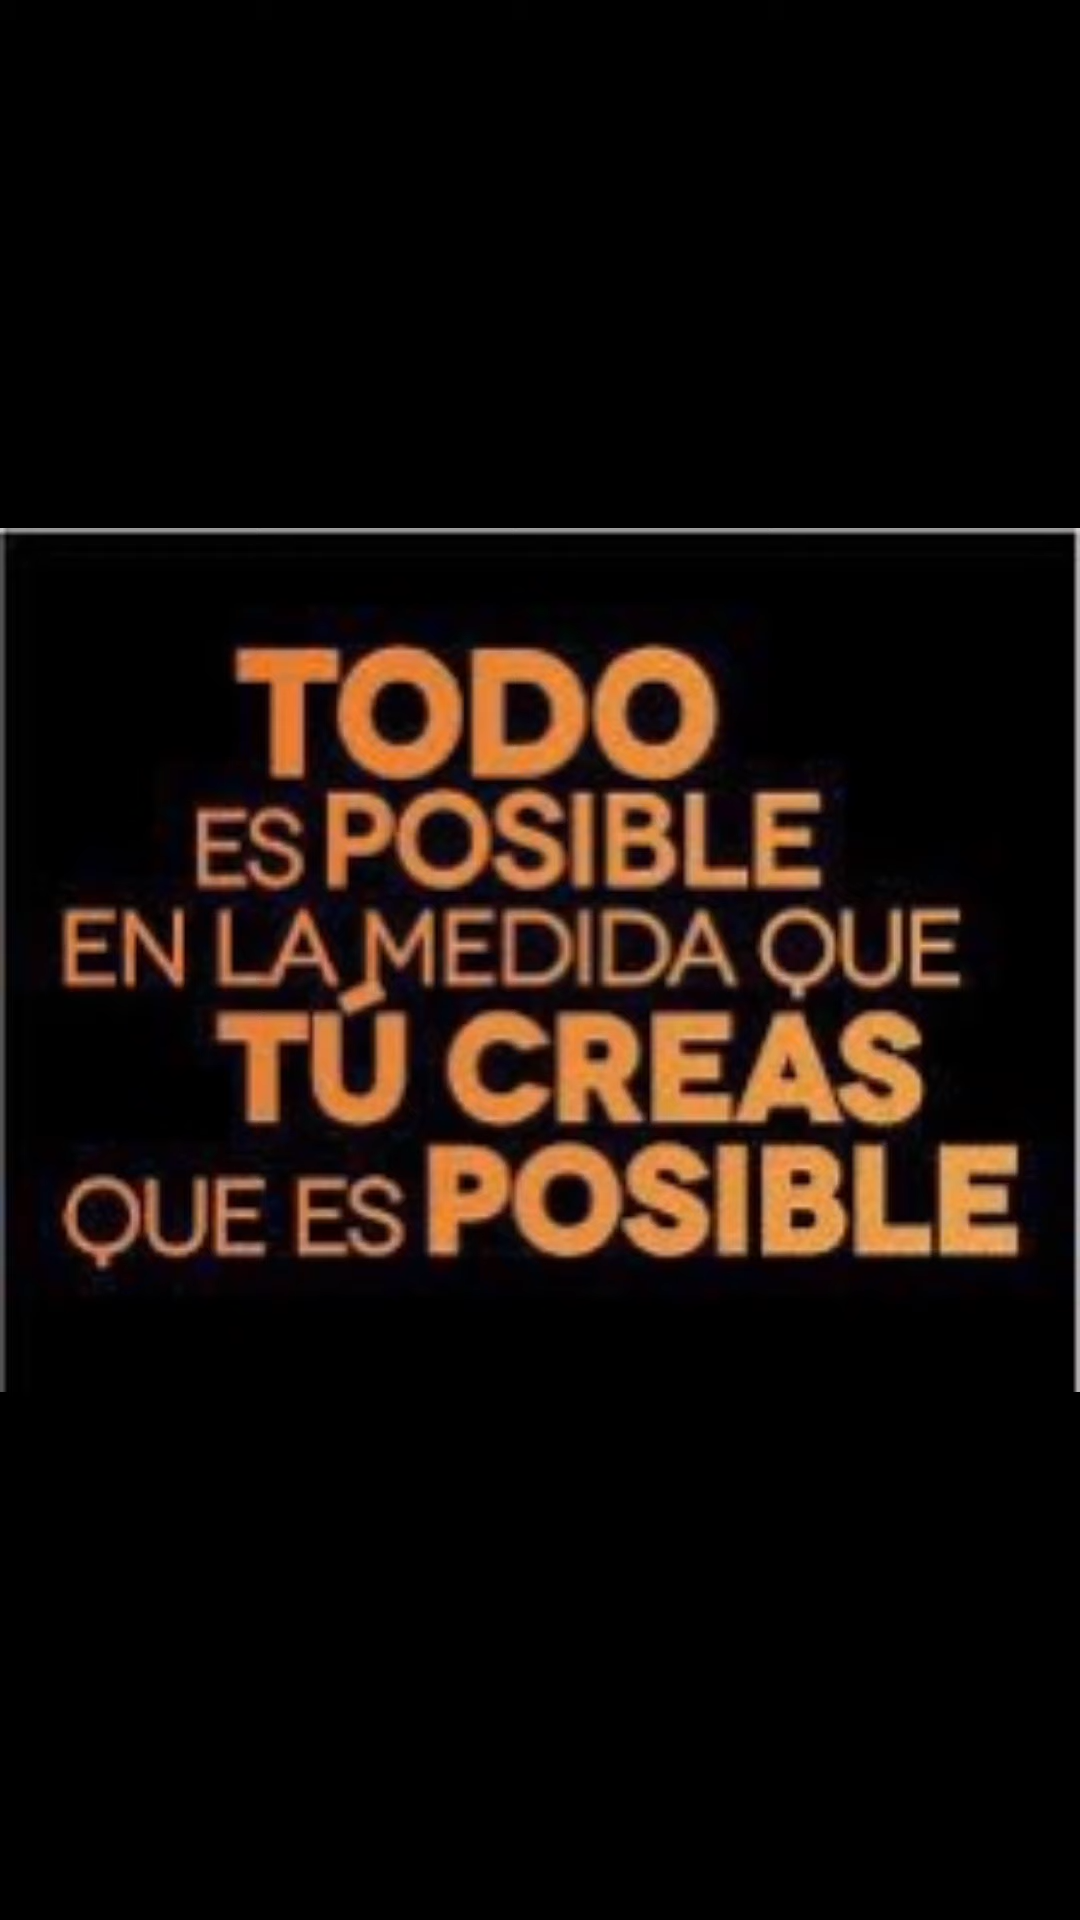 TODO
ES POSIBLE
EN LA MEDIDA QUE
TÚ CREAS
QUE ES POSIBLE